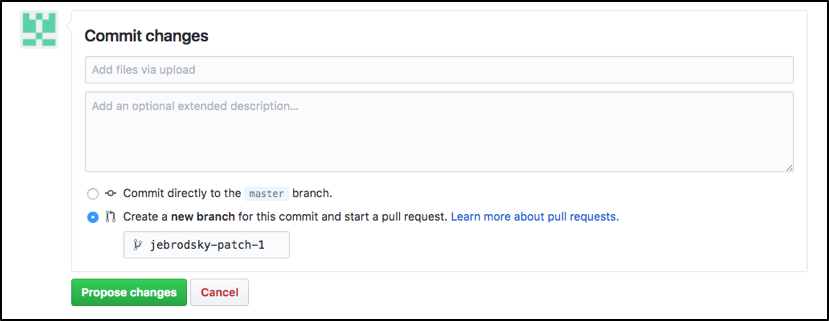 Commit changes
Add files via upload
Add an optional extended description...
Commit directly to the master branch.
Create a new branch for this commit and start a pull request. Learn more about pull requests.
jebrodsky-patch-1
Propose changes Cancel